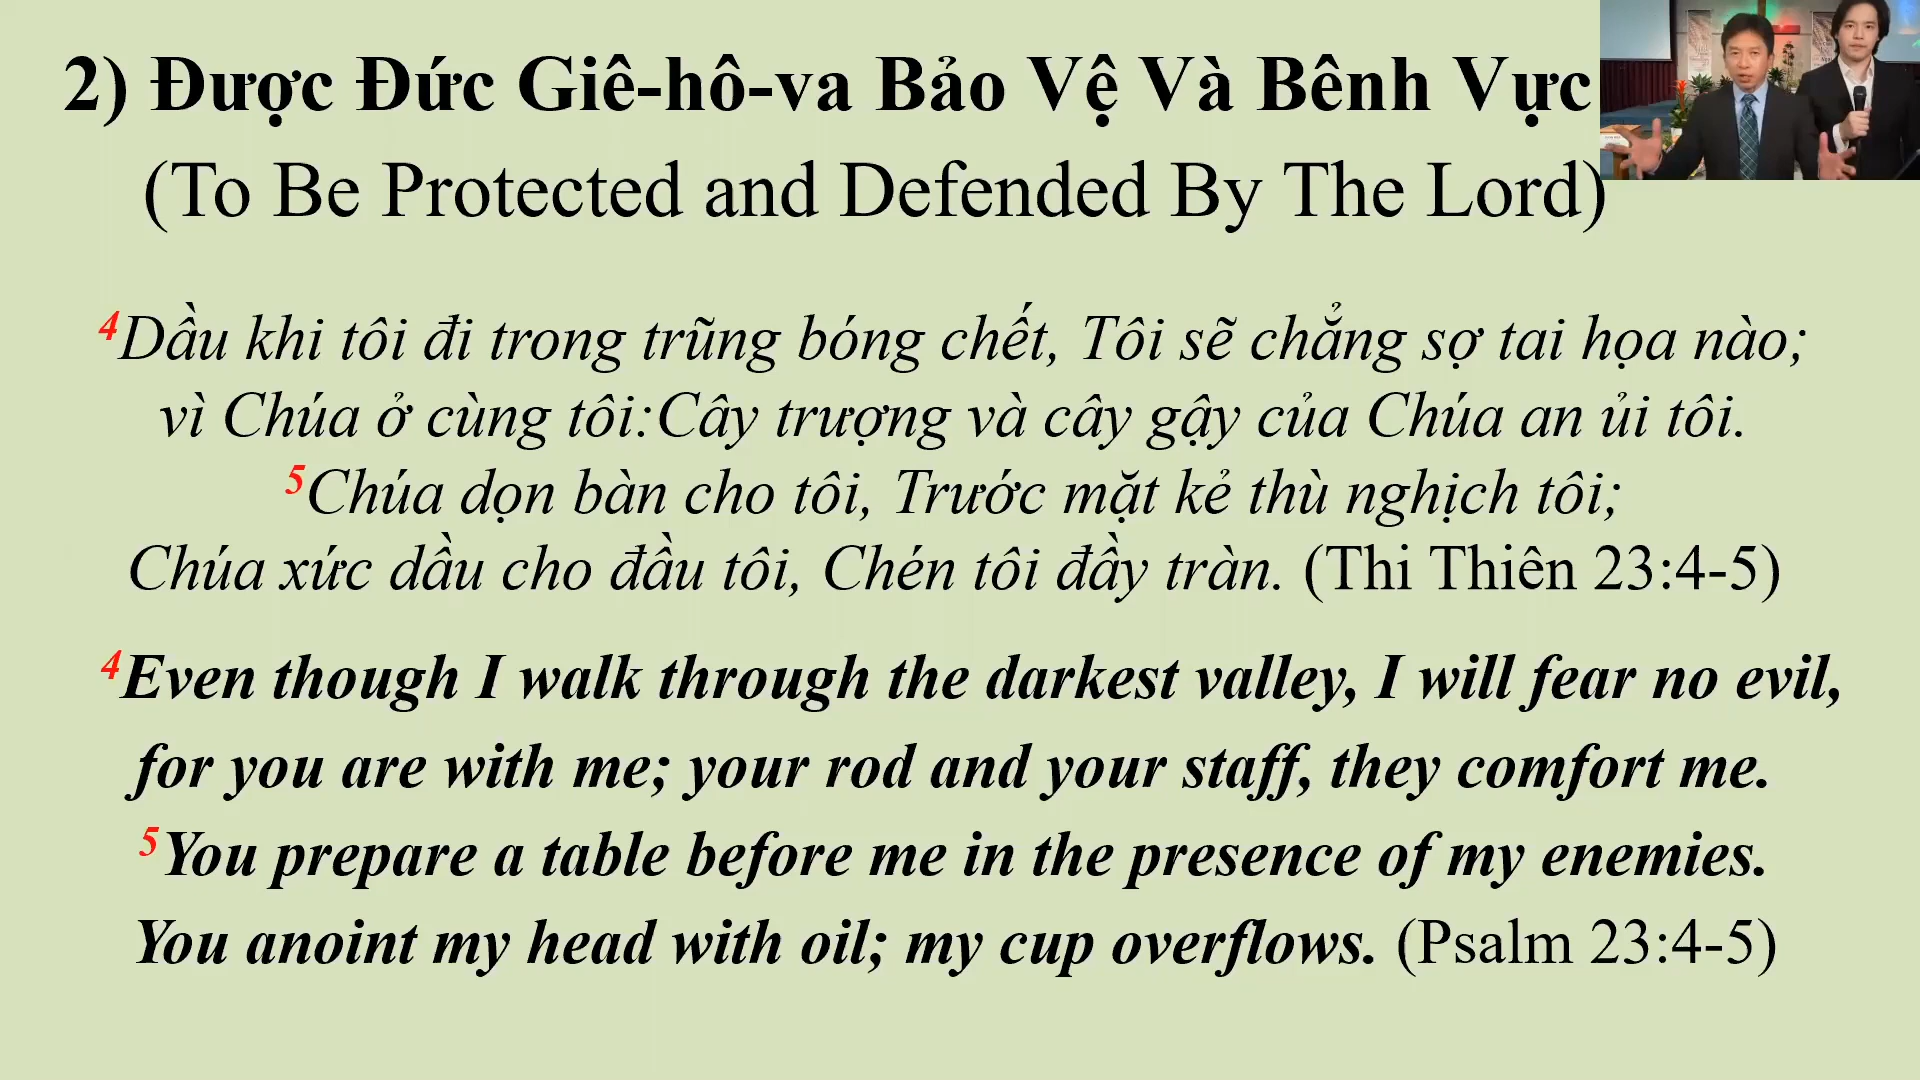 2) Được Đức Giê-hô-va Bảo Vệ Và Bênh Vực
(To Be Protected and Defended By The Lord)
4Dầu khi tôi đi trong trũng bóng chết, Tôi sẽ chẳng sợ tai họa nào;
vì Chúa ở cùng tôi:Cây trượng và cây gậy của Chúa an ủi tôi.
5Chúa dọn bàn cho tôi, Trước mặt kẻ thù nghịch tôi;
Chúa xức dầu cho đầu tôi, Chén tôi đầy tràn. (Thi Thiên 23:4-5)
4Even though I walk through the darkest valley, I will fear no evil,
for you are with me; your rod and your staff, they comfort me.
5You prepare a table before me in the presence of my enemies.
You anoint my head with oil; my cup overflows. (Psalm 23:4-5)